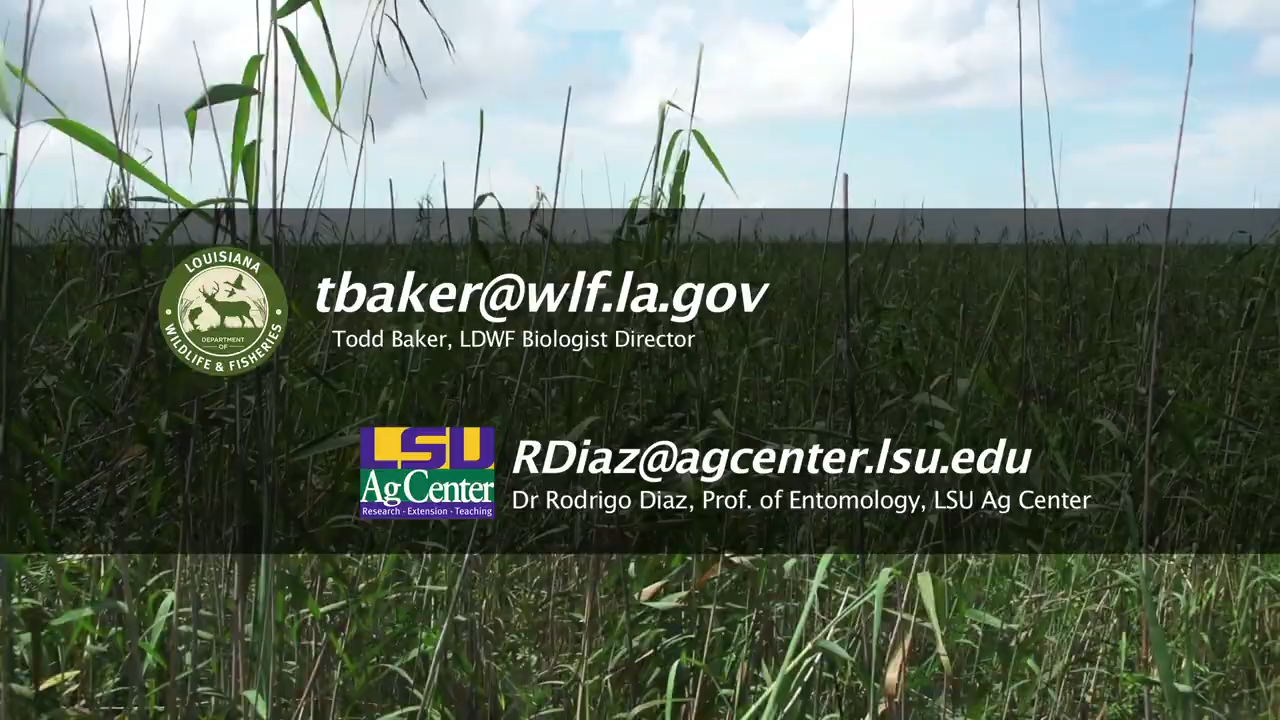 LOUISIANA
DEPARTMENT
OF
WILDLIFE & FISHERIES
tbaker@wlf.la.gov
Todd Baker, LDWF Biologist Director
LSU
Ag Center
Research - Extension - Teaching
RDiaz@agcenter.lsu.edu
Dr Rodrigo Diaz, Prof. of Entomology, LSU Ag Center